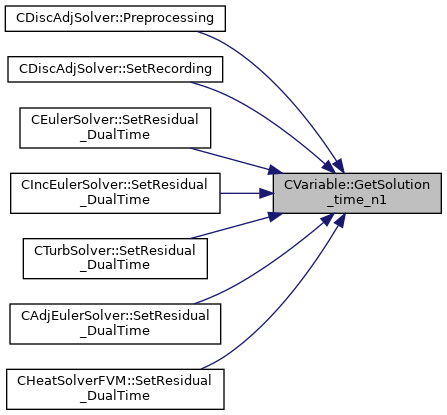 CDiscAdjSolver::Preprocessing
CDiscAdjSolver::SetRecording
CEulerSolver::SetResidual
_DualTime
CIncEulerSolver::SetResidual
_DualTime
CVariable::GetSolution
_time_n1
CTurbSolver::SetResidual
_DualTime
CAdjEulerSolver::SetResidual
_DualTime
CHeatSolverFVM::SetResidual
_DualTime